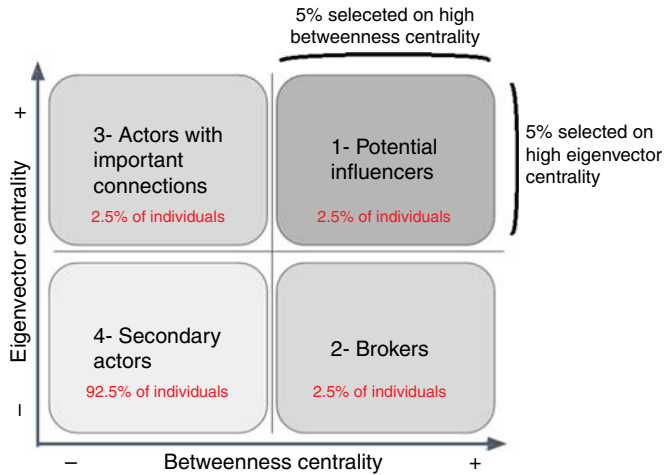 5% seleceted on high
betweenness centrality
+
Eigenvector centrality
–
3- Actors with
important
connections
2.5% of individuals
1- Potential
influencers
2.5% of individuals
5% selected on
high eigenvector
centrality
4- Secondary
actors
92.5% of individuals
2- Brokers
2.5% of individuals
–
Betweenness centrality
+